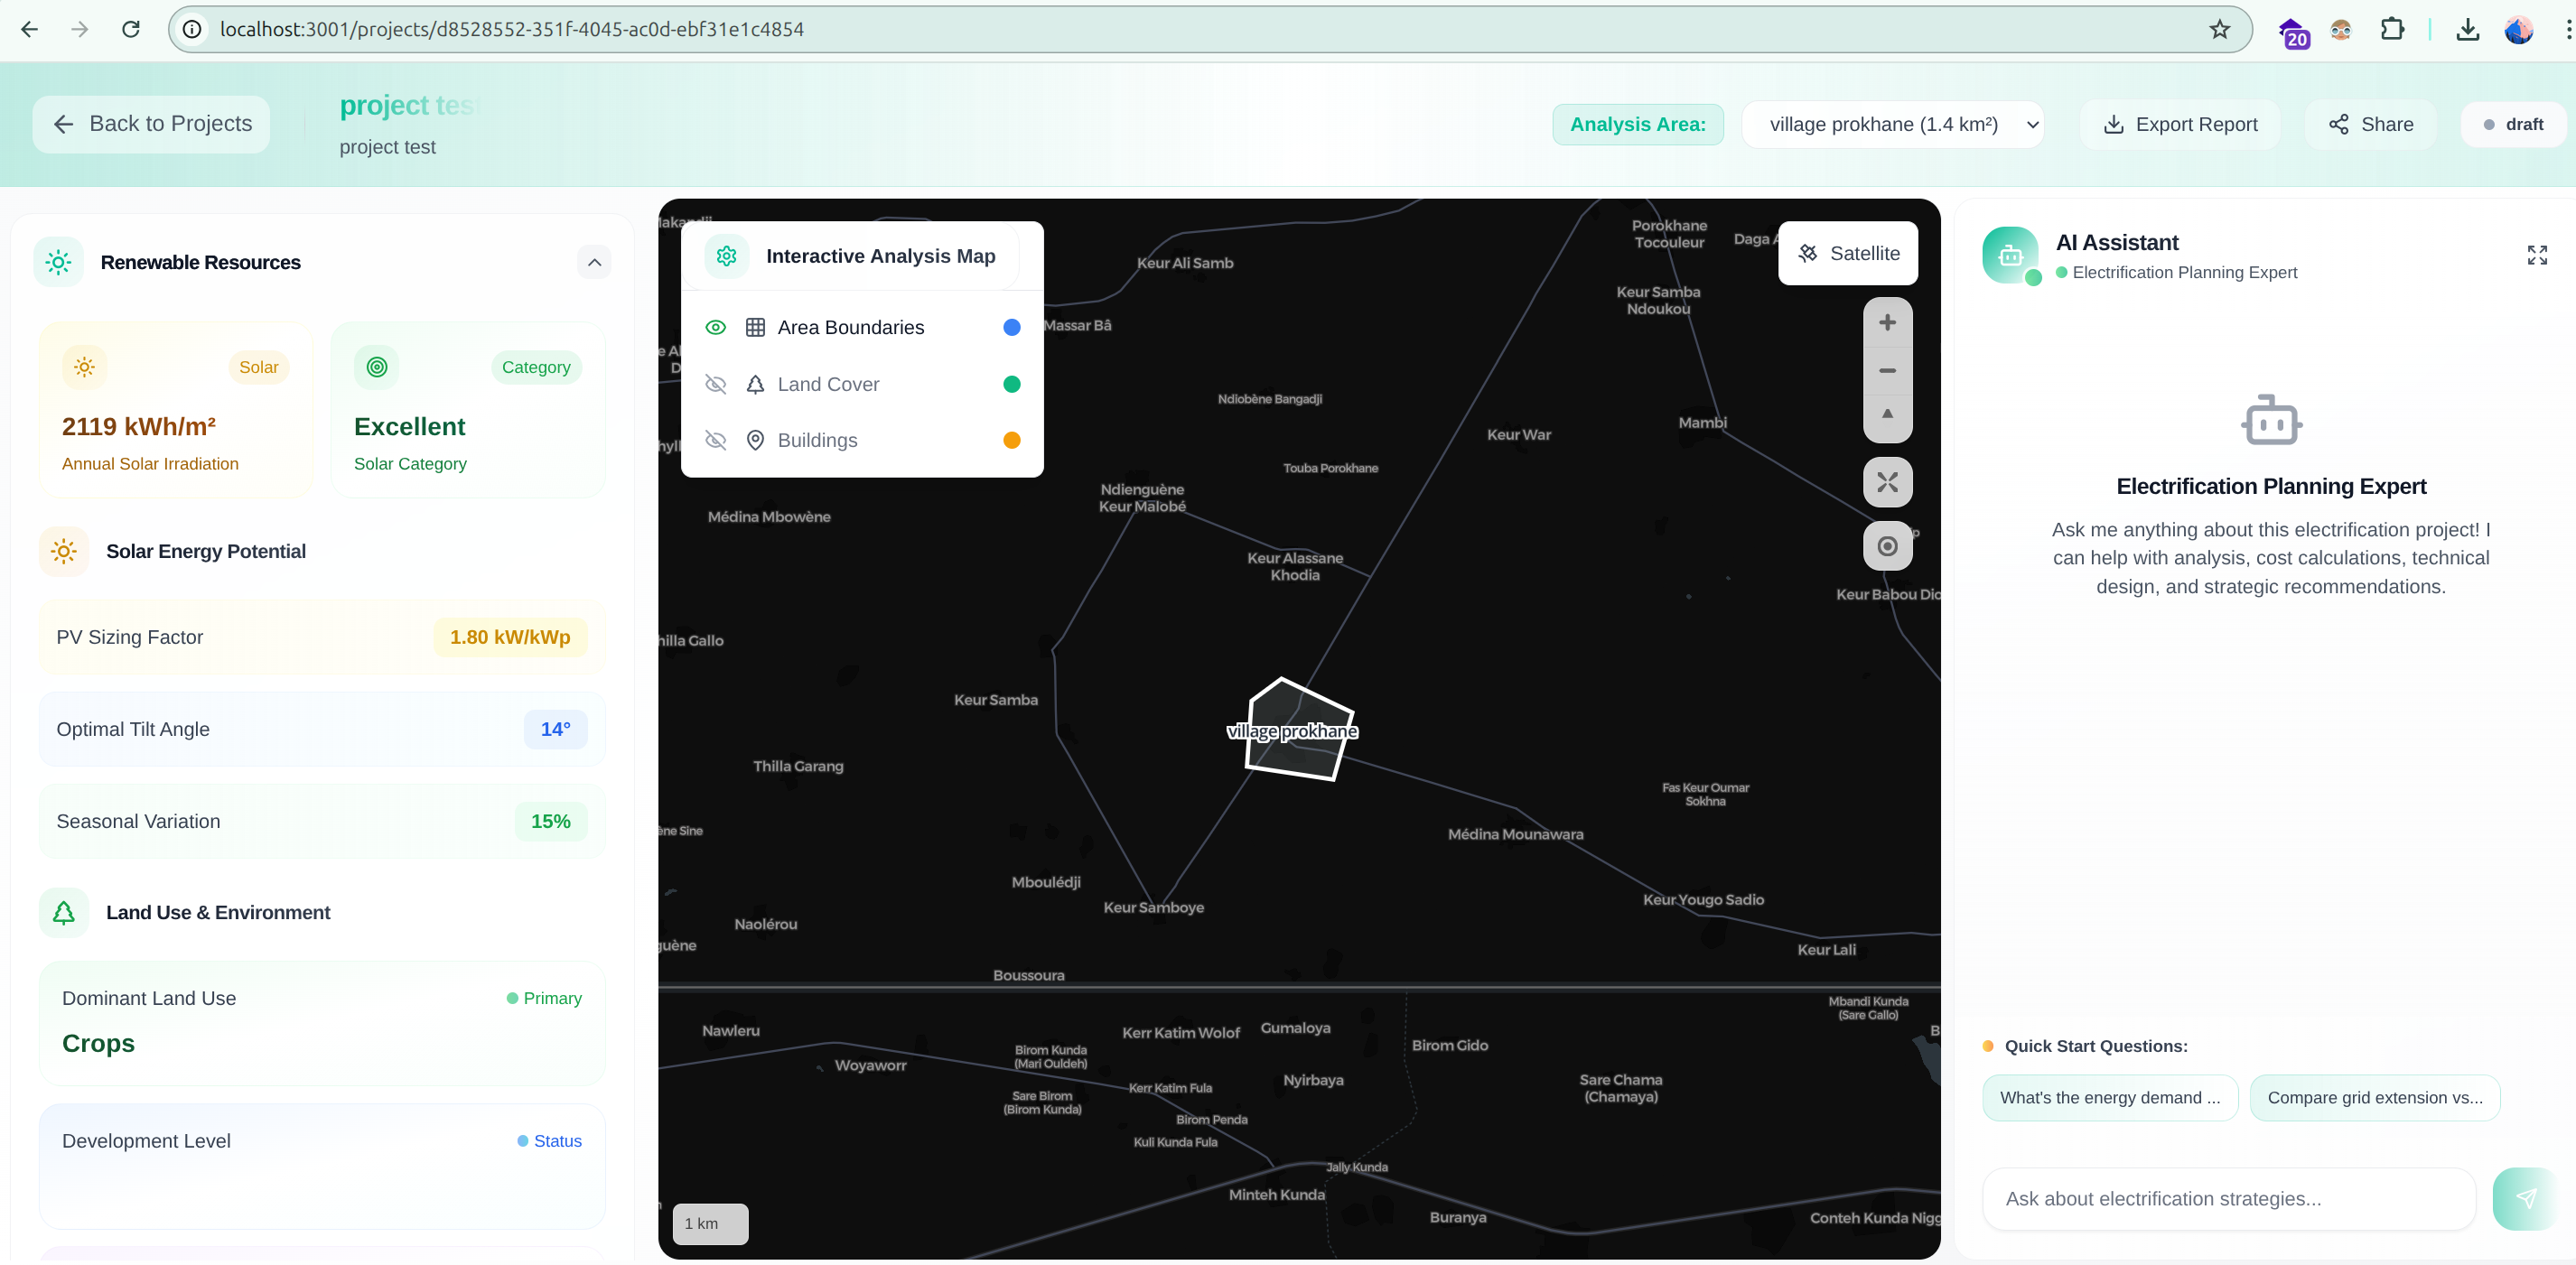 localhost:3001/projects/d8528552-351f-4045-ac0d-ebf31e1c4854
20
Back to Projects
project test
project test
Analysis Area:
village prokhane (1.4 km²)
Export Report
Share
draft
Renewable Resources
Solar
2119 kWh/m²
Annual Solar Irradiation
Category
Excellent
Solar Category
Solar Energy Potential
PV Sizing Factor
1.80 kW/kWp
Optimal Tilt Angle
14°
Seasonal Variation
15%
Land Use & Environment
Dominant Land Use
Primary
Crops
Development Level
Status
Interactive Analysis Map
Area Boundaries
Land Cover
Buildings
Satellite
Keur Ali Samb
Porokhane
Tocouleur
Daga A
Keur Samba
Ndoukou
Massar Bâ
Ndiobène Bangadji
Mambi
Keur War
Touba Porokhane
Ndienguène
Keur Malobé
Médina Mbowène
Keur Alassane
Khodia
Keur Babou Dio
hilla Gallo
Keur Samba
village prokhane
Thilla Garang
Fas Keur Oumar
Sokhna
ène Sine
Médina Mounawara
Mboulédji
Keur Samboye
Keur Yougo Sadio
Naolérou
guène
Keur Lali
Boussoura
Mbandi Kunda
(Sare Gallo)
Nawleru
Kerr Katim Wolof
Gumaloya
Birom Gido
Birom Kunda
(Mari Ouldeh)
Woyaworr
Kerr Katim Fula
Nyirbaya
Sare Chama
(Chamaya)
Sare Birom
(Birom Kunda)
Birom Penda
Kuli Kunda Fula
Jally Kunda
Minteh Kunda
Buranya
Conteh Kunda Nigg
1 km
AI Assistant
Electrification Planning Expert
Electrification Planning Expert
Ask me anything about this electrification project! I
can help with analysis, cost calculations, technical
design, and strategic recommendations.
Quick Start Questions:
What's the energy demand ...
Compare grid extension vs...
Ask about electrification strategies...